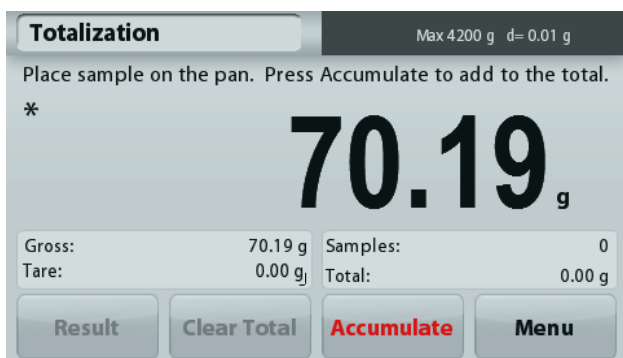 Totalization
Max 4200 g d= 0.01 g
Place sample on the pan. Press Accumulate to add to the total.
*
70.19 g
Gross: 70.19 g
Tare: 0.00 g
Samples: 0
Total: 0.00 g
Result
Clear Total
Accumulate
Menu